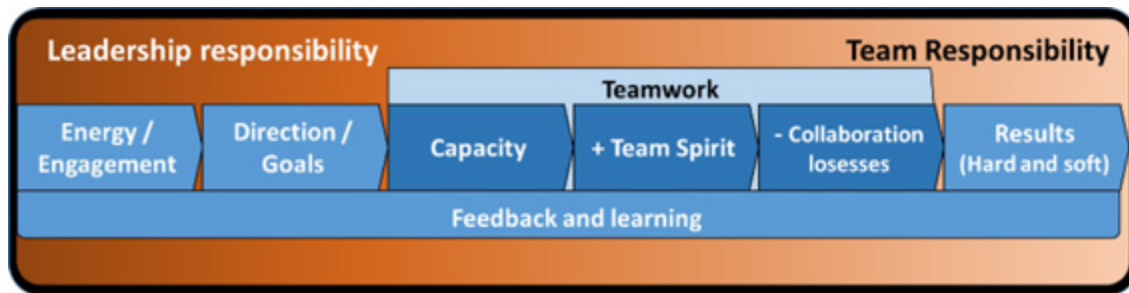 Leadership responsibility
Team Responsibility
Teamwork
Energy /
Engagement
Direction /
Goals
Capacity
+ Team Spirit
- Collaboration
losesses
Results
(Hard and soft)
Feedback and learning